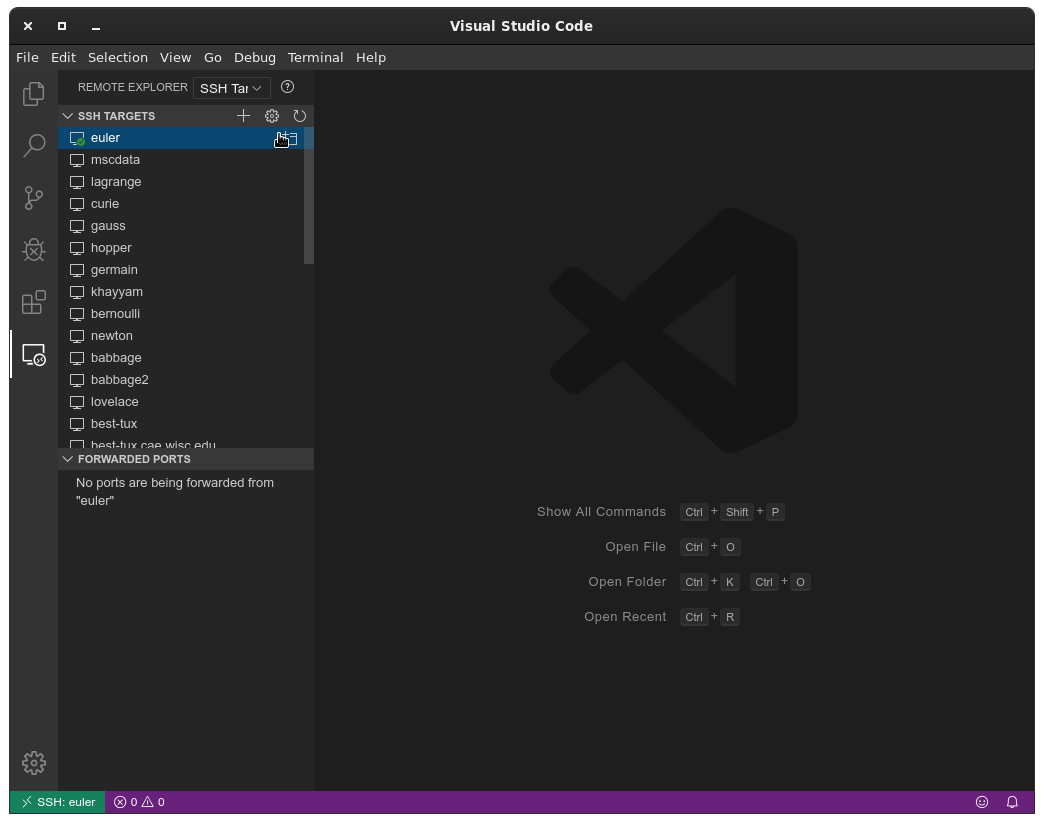 Visual Studio Code
File Edit Selection View Go Debug Terminal Help
REMOTE EXPLORER SSH Tar
SSH TARGETS
euler
mscdata
lagrange
curie
gauss
hopper
germain
khayyam
bernoulli
newton
babbage
babbage2
lovelace
best-tux
best-tux.cae.wisc.edu
FORWARDED PORTS
No ports are being forwarded from
"euler"
Show All Commands Ctrl + Shift + P
Open File Ctrl + O
Open Folder Ctrl + K Ctrl + O
Open Recent Ctrl + R
SSH: euler 0 0